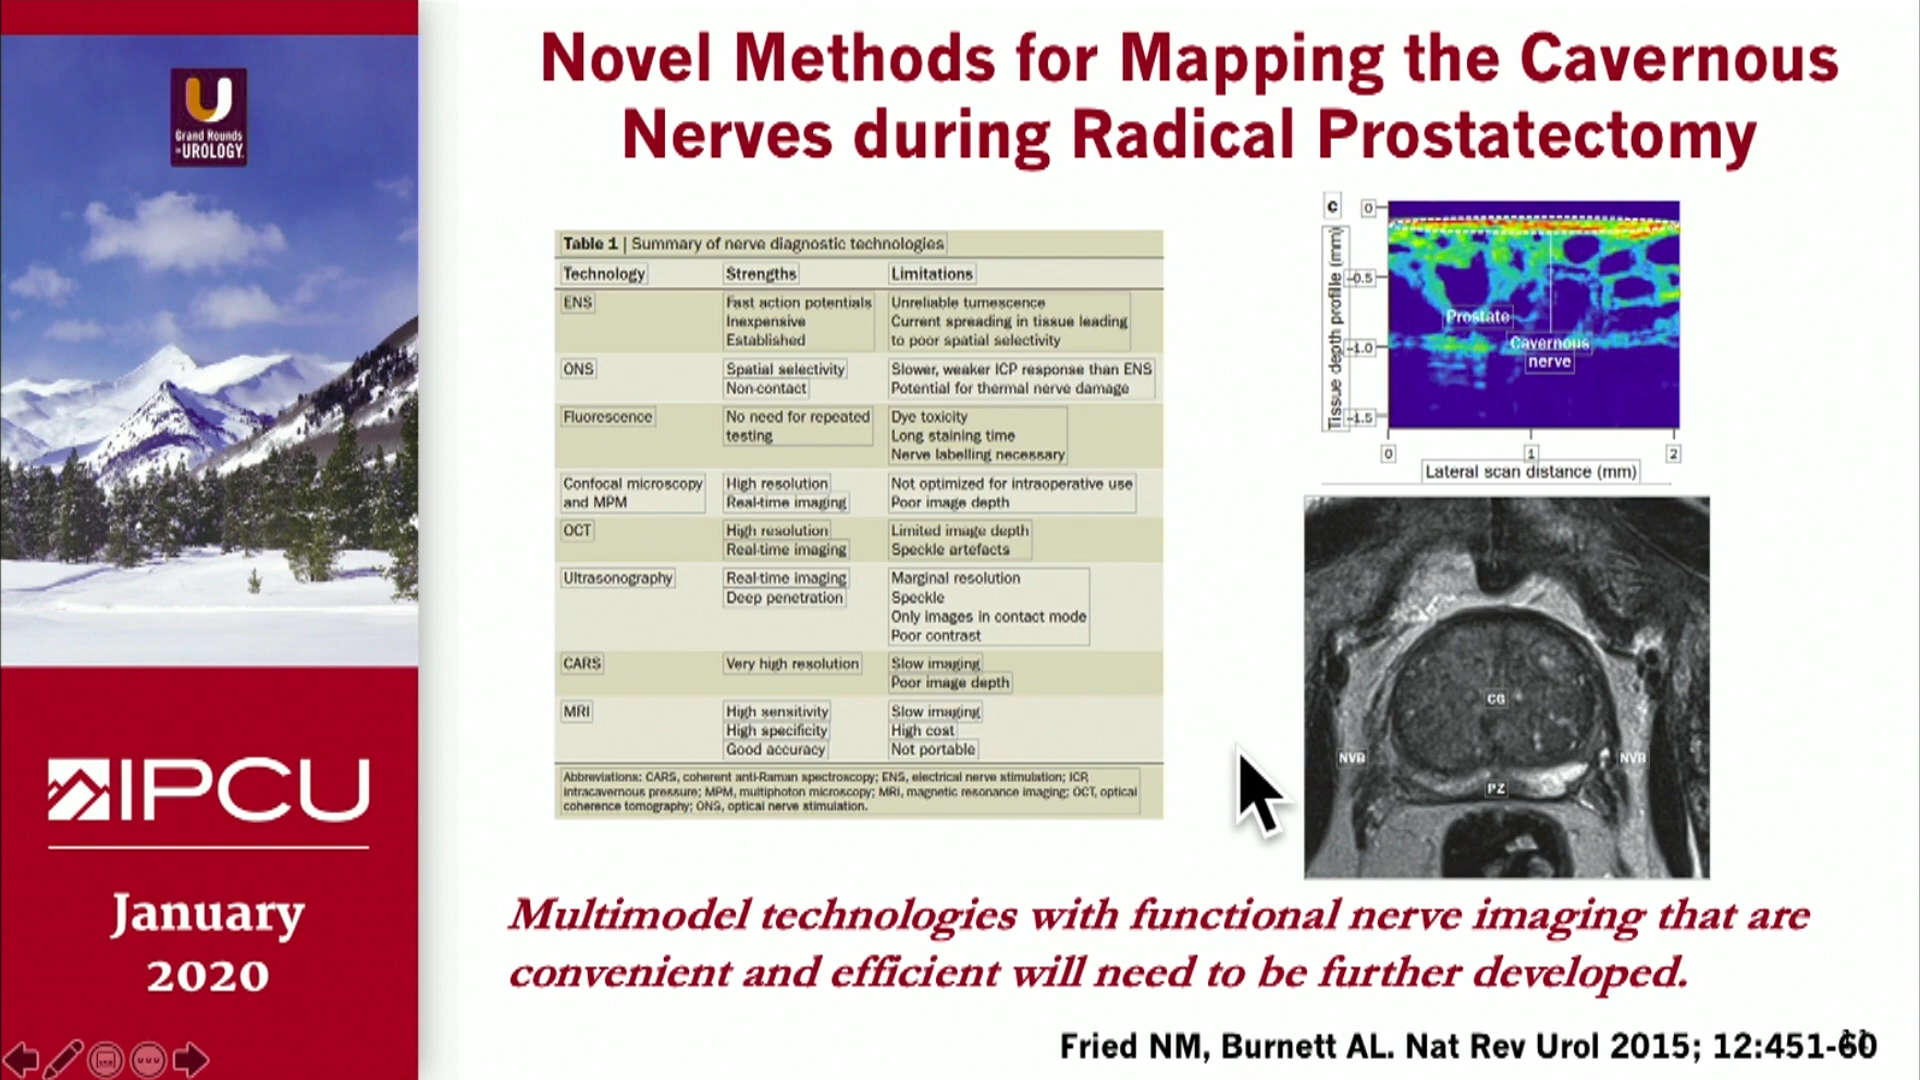 Grand Rounds
in UROLOGY
IPCU
January
2020
Novel Methods for Mapping the Cavernous
Nerves during Radical Prostatectomy
Table 1 | Summary of nerve diagnostic technologies
Technology Strengths Limitations
ENS Fast action potentials Unreliable tumescence
Inexpensive Current spreading in tissue leading
Established to poor spatial selectivity
ONS Spatial selectivity Slower, weaker ICP response than ENS
Non-contact Potential for thermal nerve damage
Fluorescence No need for repeated Dye toxicity
testing Long staining time
Nerve labelling necessary
Confocal microscopy High resolution Not optimized for intraoperative use
and MPM Real-time imaging Poor image depth
OCT High resolution Limited image depth
Real-time imaging Speckle artefacts
Ultrasonography Real-time imaging Marginal resolution
Deep penetration Speckle
Only images in contact mode
Poor contrast
CARS Very high resolution Slow imaging
Poor image depth
MRI High sensitivity Slow imaging
High specificity High cost
Good accuracy Not portable
Abbreviations: CARS, coherent anti-Raman spectroscopy; ENS, electrical nerve stimulation; ICP,
intracavernous pressure; MPM, multiphoton microscopy; MRI, magnetic resonance imaging; OCT, optical
coherence tomography; ONS, optical nerve stimulation.
c
Tissue depth profile (mm)
0
–0.5
–1.0
–1.5
Prostate
Cavernous
nerve
0 1 2
Lateral scan distance (mm)
CG
NVB NVB
PZ
Multimodel technologies with functional nerve imaging that are
convenient and efficient will need to be further developed.
Fried NM, Burnett AL. Nat Rev Urol 2015; 12:451-60
11